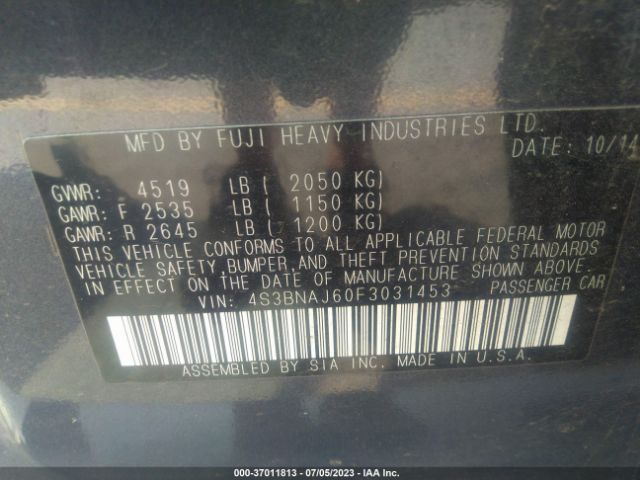 MFD BY FUJI HEAVY INDUSTRIES LTD.
DATE: 10/14
GVWR: 4519 LB ( 2050 KG)
GAWR: F 2535 LB ( 1150 KG)
GAWR: R 2645 LB ( 1200 KG)
THIS VEHICLE CONFORMS TO ALL APPLICABLE FEDERAL MOTOR
VEHICLE SAFETY, BUMPER, AND THEFT PREVENTION STANDARDS
IN EFFECT ON THE DATE OF MANUFACTURE SHOWN ABOVE.
VIN: 4S3BNAJ60F3031453 PASSENGER CAR
ASSEMBLED BY SIA INC. MADE IN U.S.A.
000-37011813 - 07/05/2023 - IAA Inc.